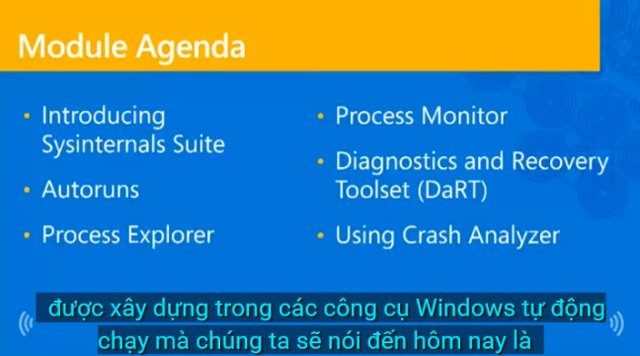 Module Agenda
• Introducing
Sysinternals Suite
• Autoruns
• Process Explorer
• Process Monitor
• Diagnostics and Recovery
Toolset (DaRT)
• Using Crash Analyzer
được xây dựng trong các công cụ Windows tự động
chạy mà chúng ta sẽ nói đến hôm nay là